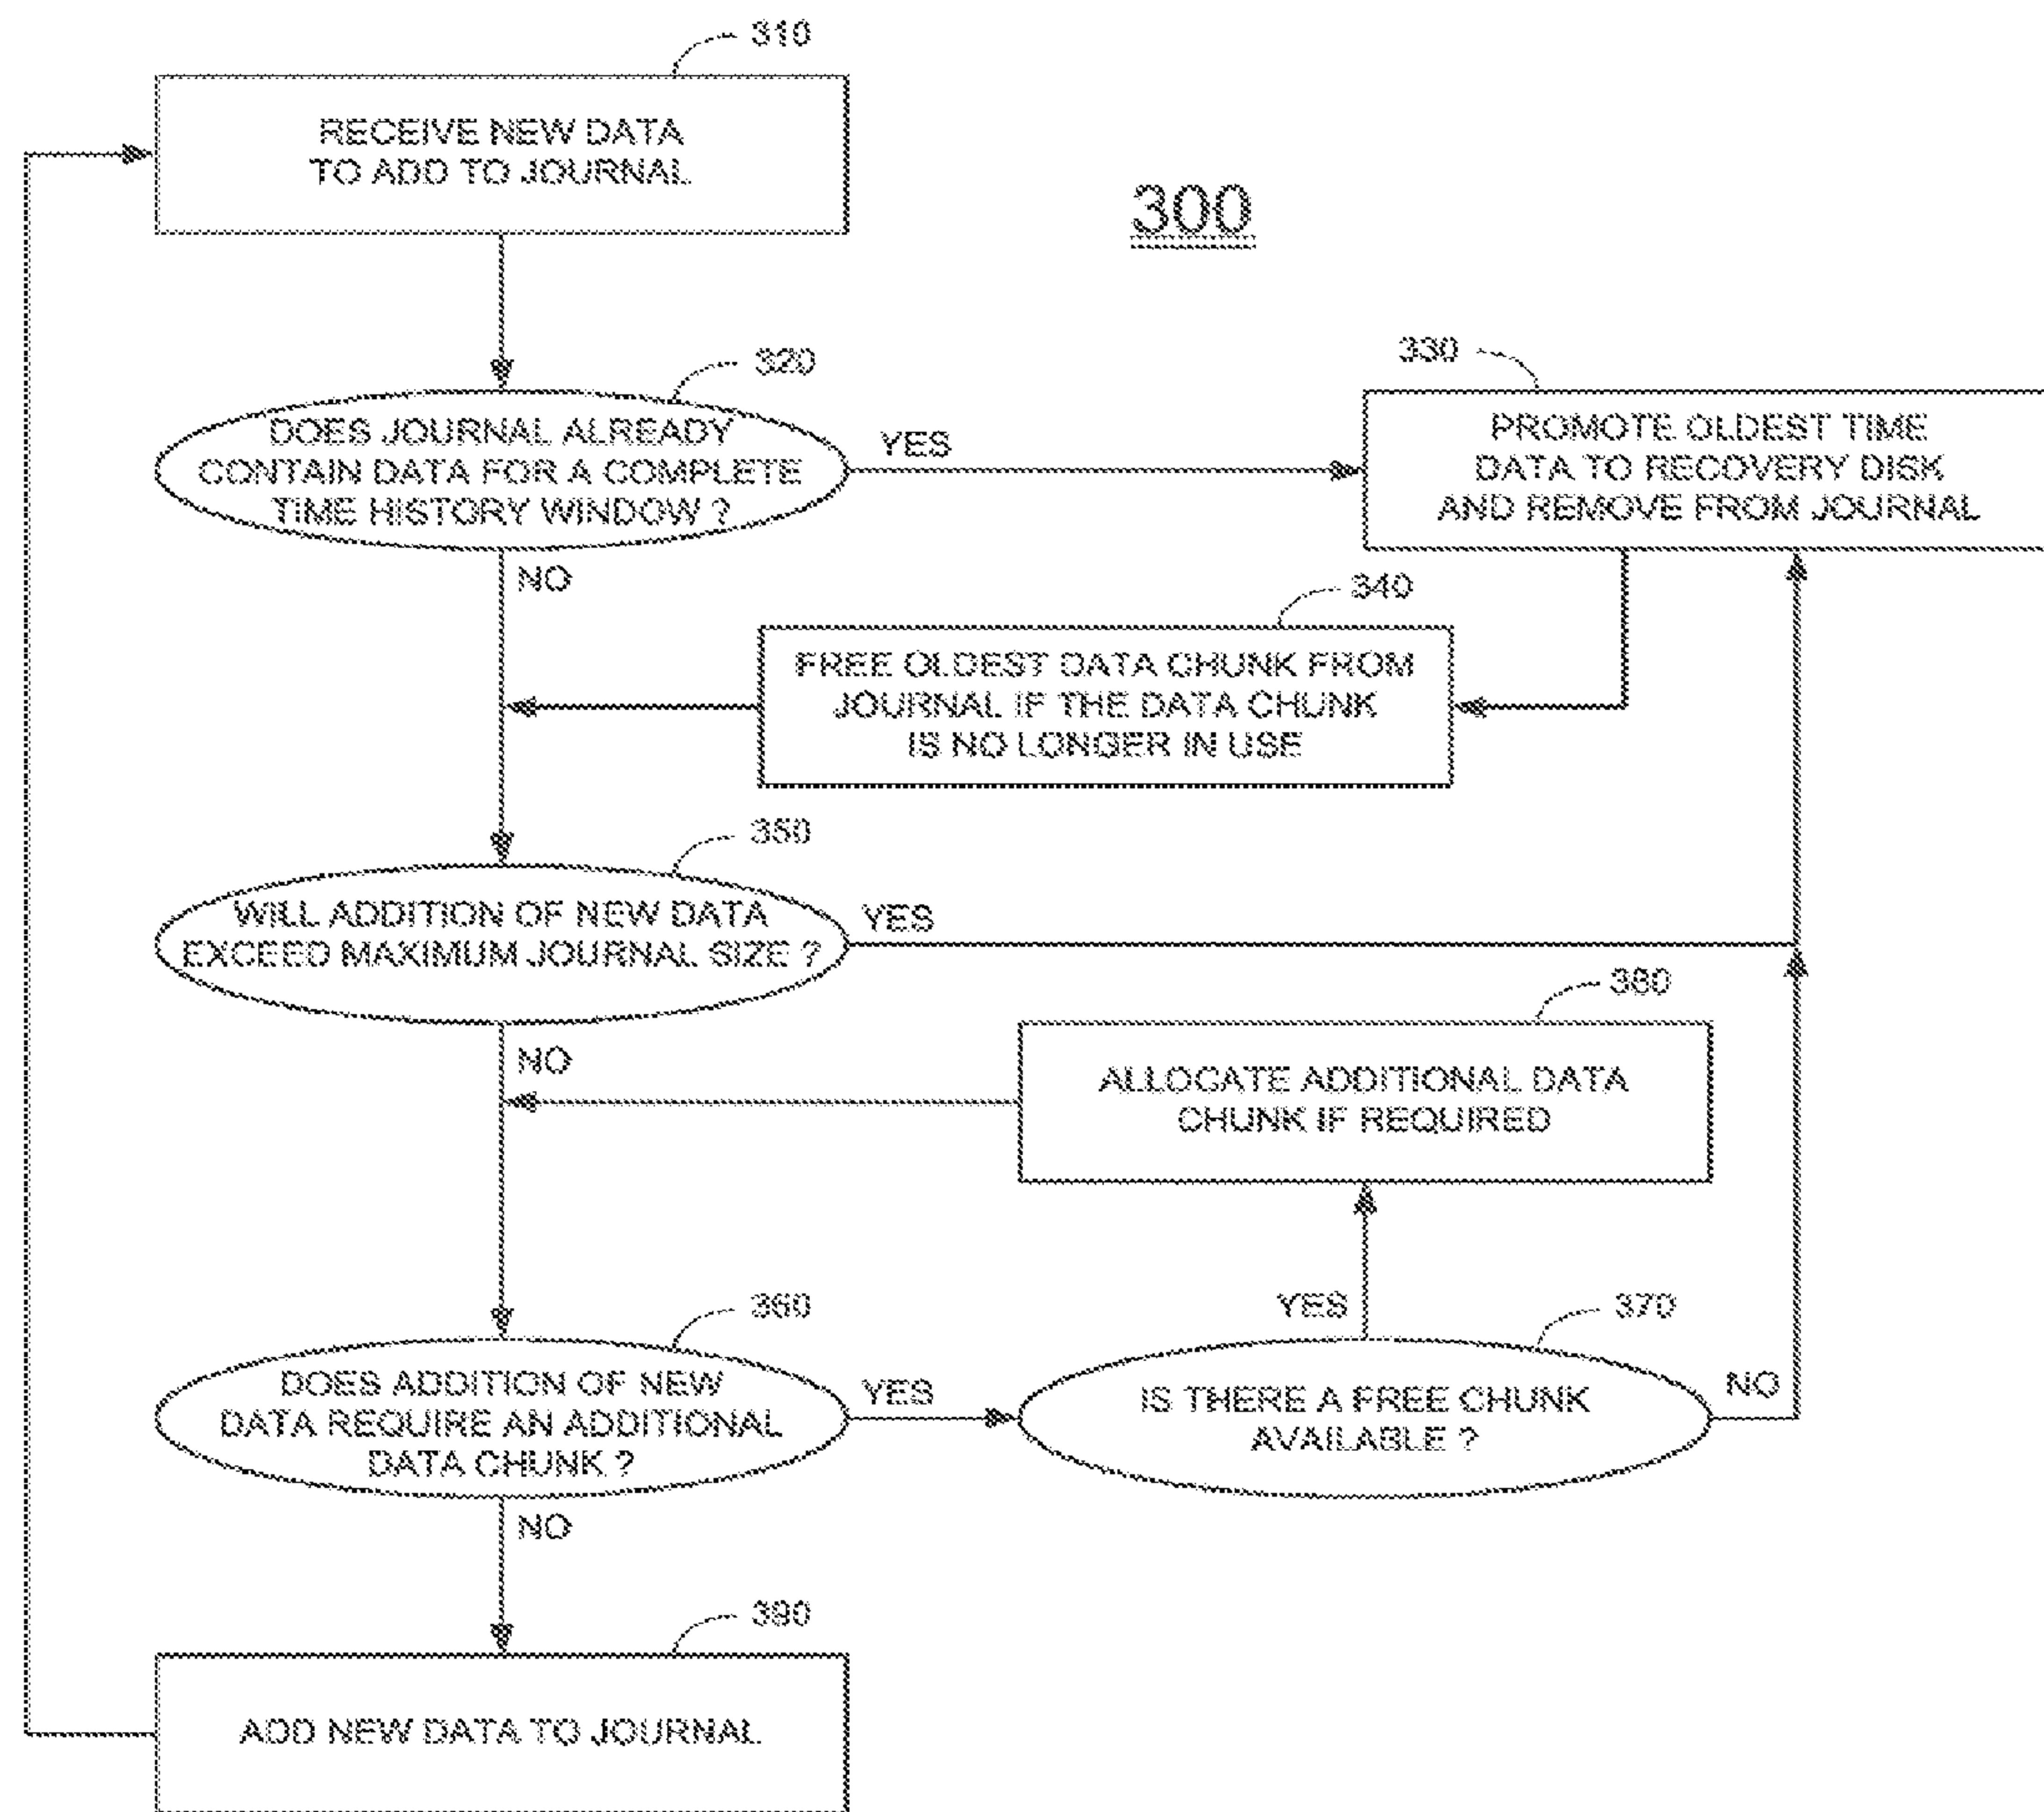 310
RECEIVE NEW DATA
TO ADD TO JOURNAL
300
320
DOES JOURNAL ALREADY
CONTAIN DATA FOR A COMPLETE
TIME HISTORY WINDOW ?
YES
NO
330
PROMOTE OLDEST TIME
DATA TO RECOVERY DISK
AND REMOVE FROM JOURNAL
340
FREE OLDEST DATA CHUNK FROM
JOURNAL IF THE DATA CHUNK
IS NO LONGER IN USE
350
WILL ADDITION OF NEW DATA
EXCEED MAXIMUM JOURNAL SIZE ?
YES
NO
380
ALLOCATE ADDITIONAL DATA
CHUNK IF REQUIRED
360
DOES ADDITION OF NEW
DATA REQUIRE AN ADDITIONAL
DATA CHUNK ?
YES
NO
YES
370
IS THERE A FREE CHUNK
AVAILABLE ?
NO
390
ADD NEW DATA TO JOURNAL